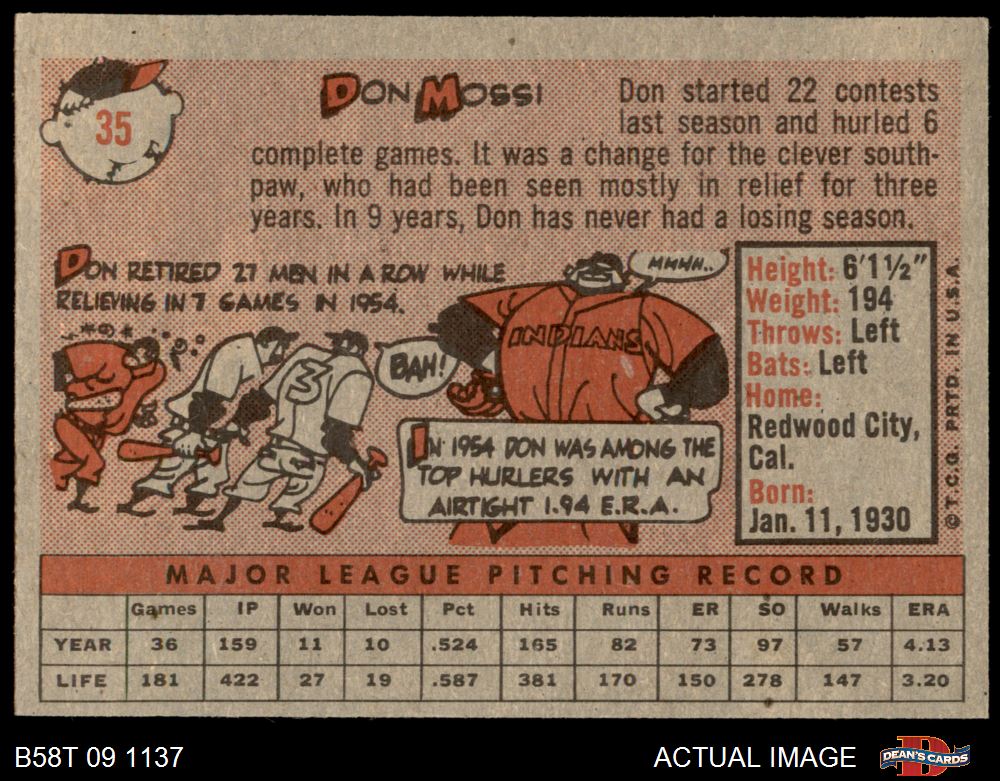 35
DON MOSSI
Don started 22 contests
last season and hurled 6
complete games. It was a change for the clever south-
paw, who had been seen mostly in relief for three
years. In 9 years, Don has never had a losing season.
DON RETIRED 27 MEN IN A ROW WHILE
RELIEVING IN 7 GAMES IN 1954.
MMHH..
BAH!
INDIANS
3
IN 1954 DON WAS AMONG THE
TOP HURLERS WITH AN
AIRTIGHT 1.94 E.R.A.
Height: 6'1½"
Weight: 194
Throws: Left
Bats: Left
Home:
Redwood City,
Cal.
Born:
Jan. 11, 1930
© T.C.G. PRTD. IN U.S.A.
MAJOR LEAGUE PITCHING RECORD
Games IP Won Lost Pct Hits Runs ER SO Walks ERA
YEAR 36 159 11 10 .524 165 82 73 97 57 4.13
LIFE 181 422 27 19 .587 381 170 150 278 147 3.20
B58T 09 1137
ACTUAL IMAGE
DEAN'S CARDS